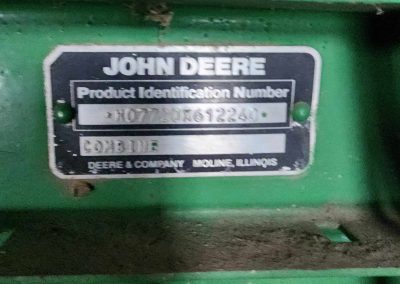 JOHN DEERE
Product Identification Number
COMBINE
DEERE & COMPANY MOLINE, ILLINOIS